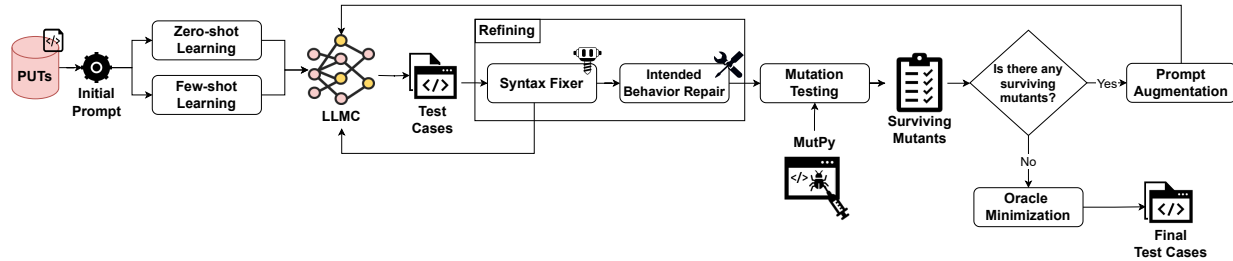 PUTs
Initial
Prompt
Zero-shot
Learning
Few-shot
Learning
LLMC
Test
Cases
Refining
Syntax Fixer
Intended
Behavior Repair
Mutation
Testing
MutPy
Surviving
Mutants
Is there any
surviving
mutants?
Yes
Prompt
Augmentation
No
Oracle
Minimization
Final
Test Cases